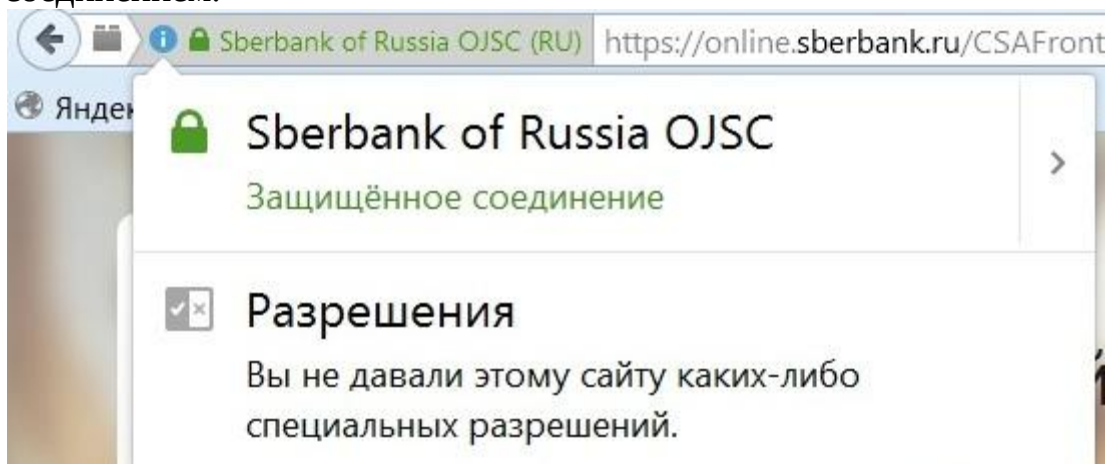 соединением.
Sberbank of Russia OJSC (RU) https://online.sberbank.ru/CSAFront
Яндек
Sberbank of Russia OJSC
Защищённое соединение
Разрешения
Вы не давали этому сайту каких-либо
специальных разрешений.